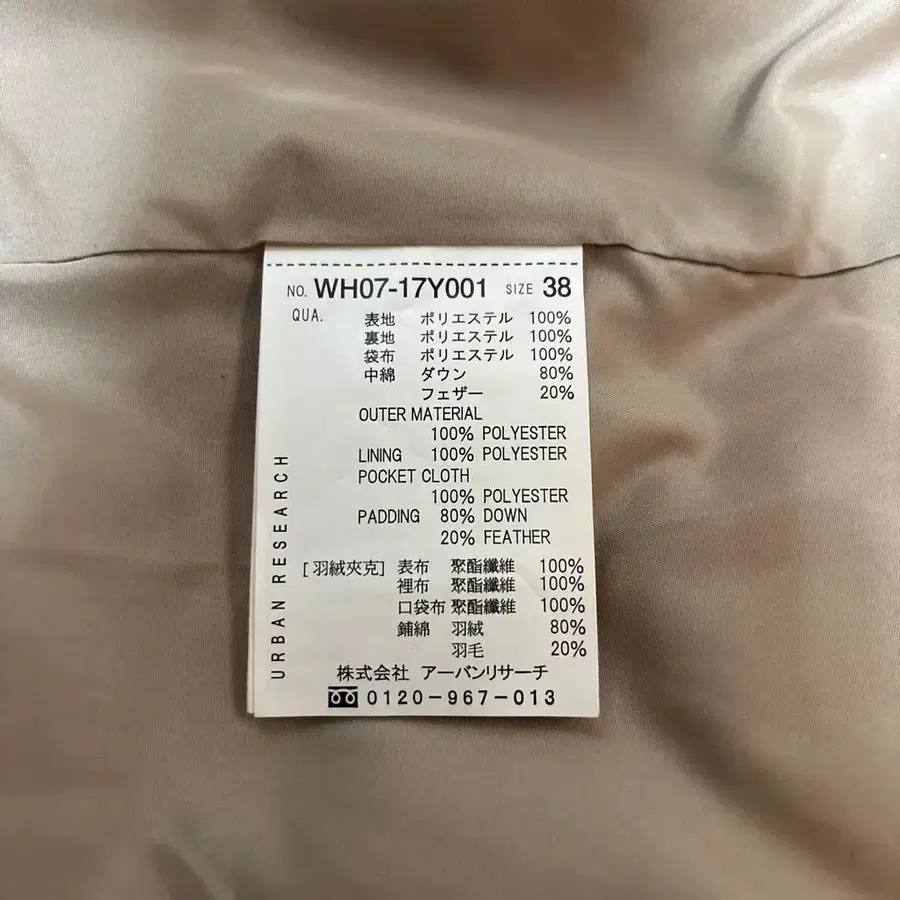 NO. WH07-17Y001 SIZE 38
QUA. 表地 ポリエステル 100%
裏地 ポリエステル 100%
袋布 ポリエステル 100%
中綿 ダウン 80%
フェザー 20%
OUTER MATERIAL
100% POLYESTER
LINING 100% POLYESTER
POCKET CLOTH
100% POLYESTER
PADDING 80% DOWN
20% FEATHER
[羽絨夾克] 表布 聚酯纖維 100%
裡布 聚酯纖維 100%
口袋布 聚酯纖維 100%
鋪綿 羽絨 80%
羽毛 20%
株式会社 アーバンリサーチ
0120-967-013
URBAN RESEARCH